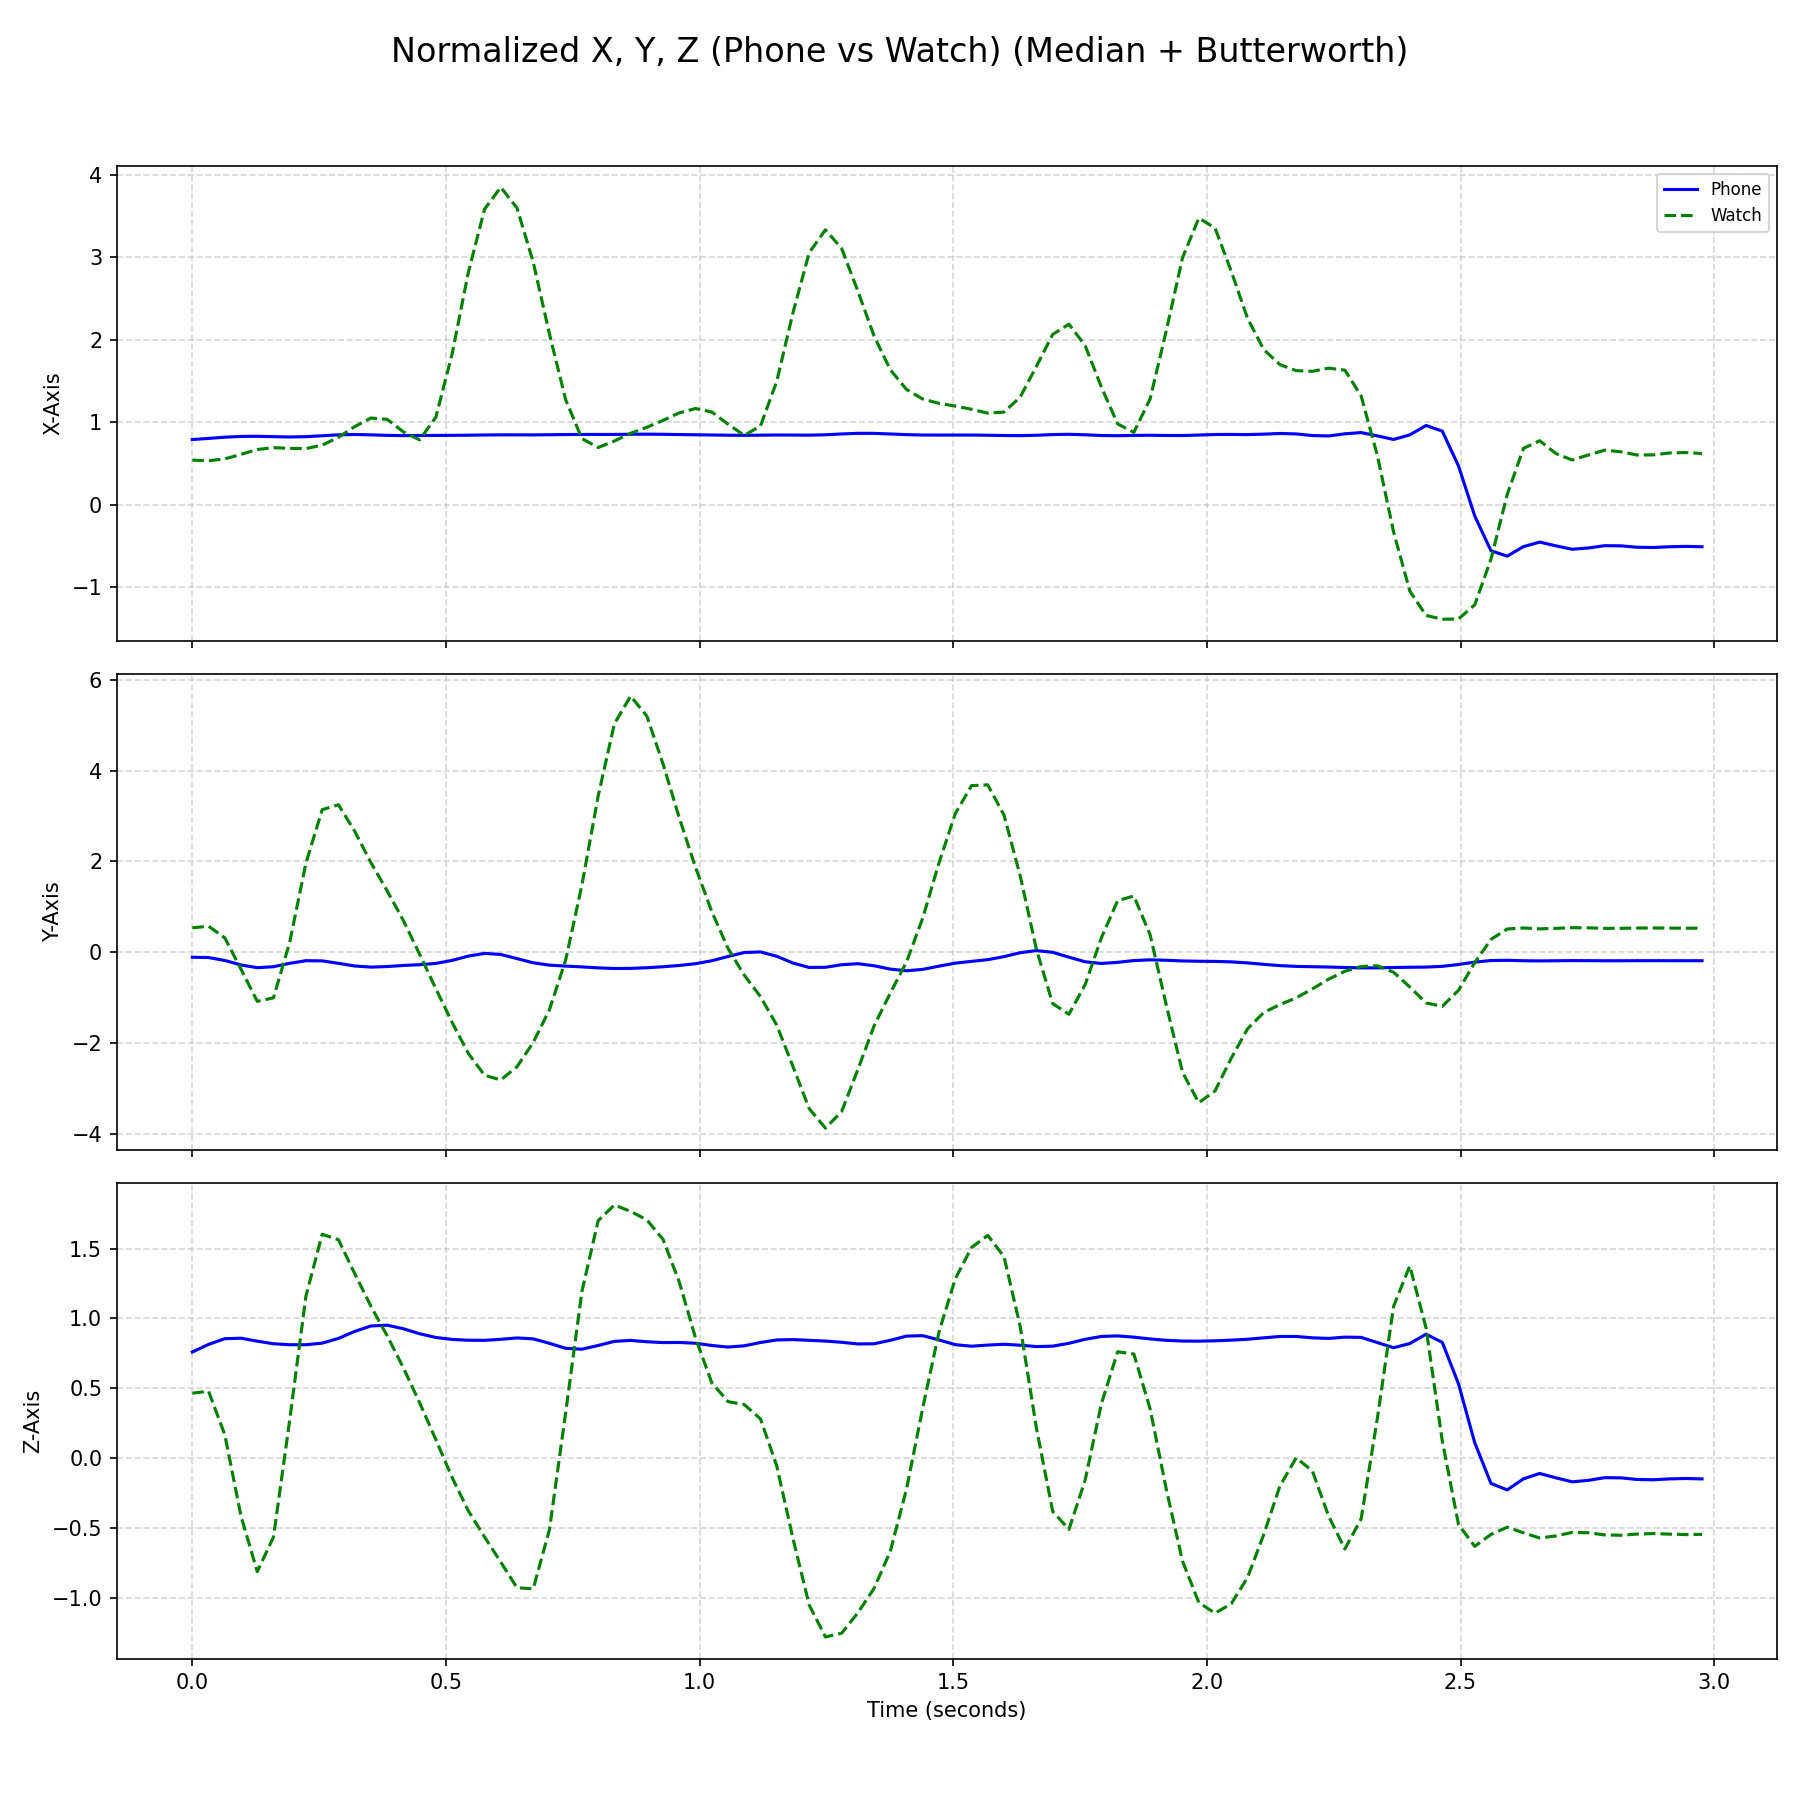 Normalized X, Y, Z (Phone vs Watch) (Median + Butterworth)
Phone
Watch
4
3
2
1
0
−1
X-Axis
6
4
2
0
−2
−4
Y-Axis
1.5
1.0
0.5
0.0
−0.5
−1.0
Z-Axis
0.0 0.5 1.0 1.5 2.0 2.5 3.0
Time (seconds)